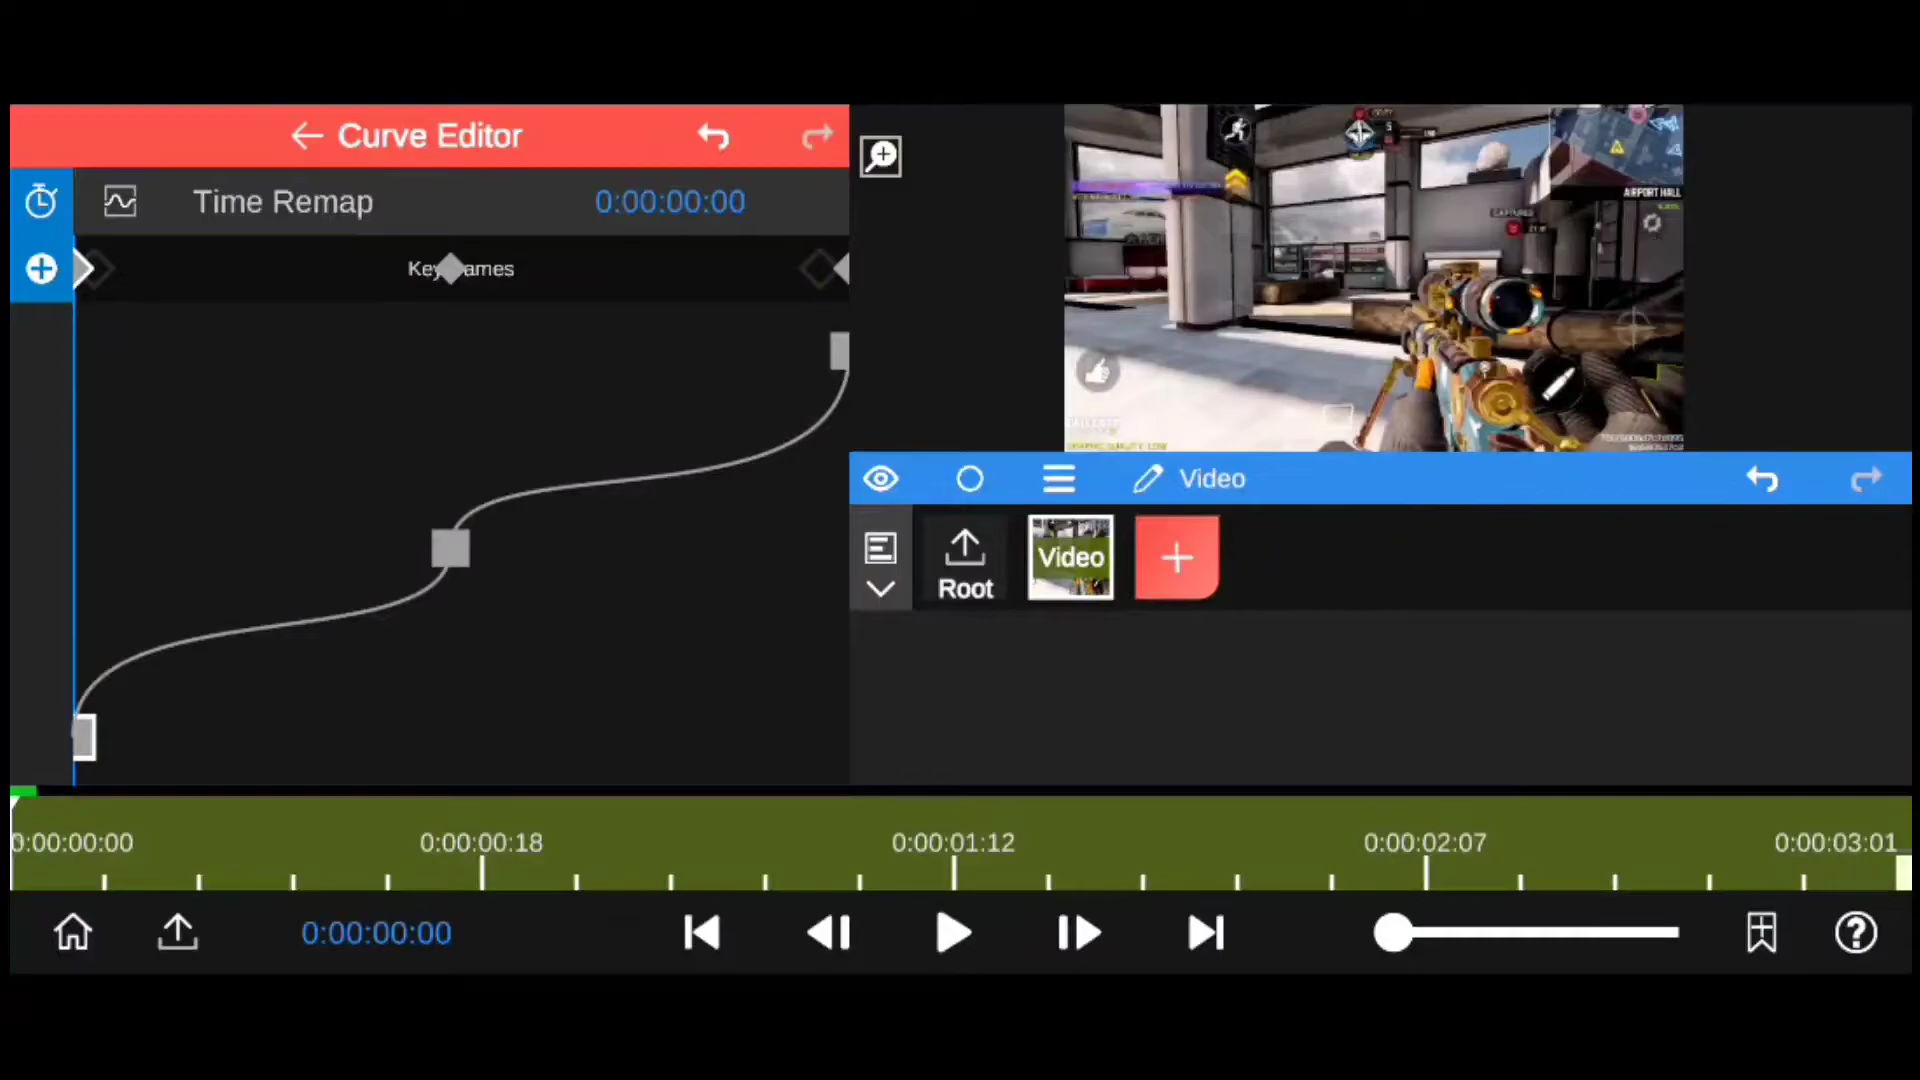 Curve Editor
Time Remap
0:00:00:00
Keyframes
AIRPORT HALL
CAPTURED
Video
Root
Video
0:00:00:00
0:00:00:18
0:00:01:12
0:00:02:07
0:00:03:01
0:00:00:00